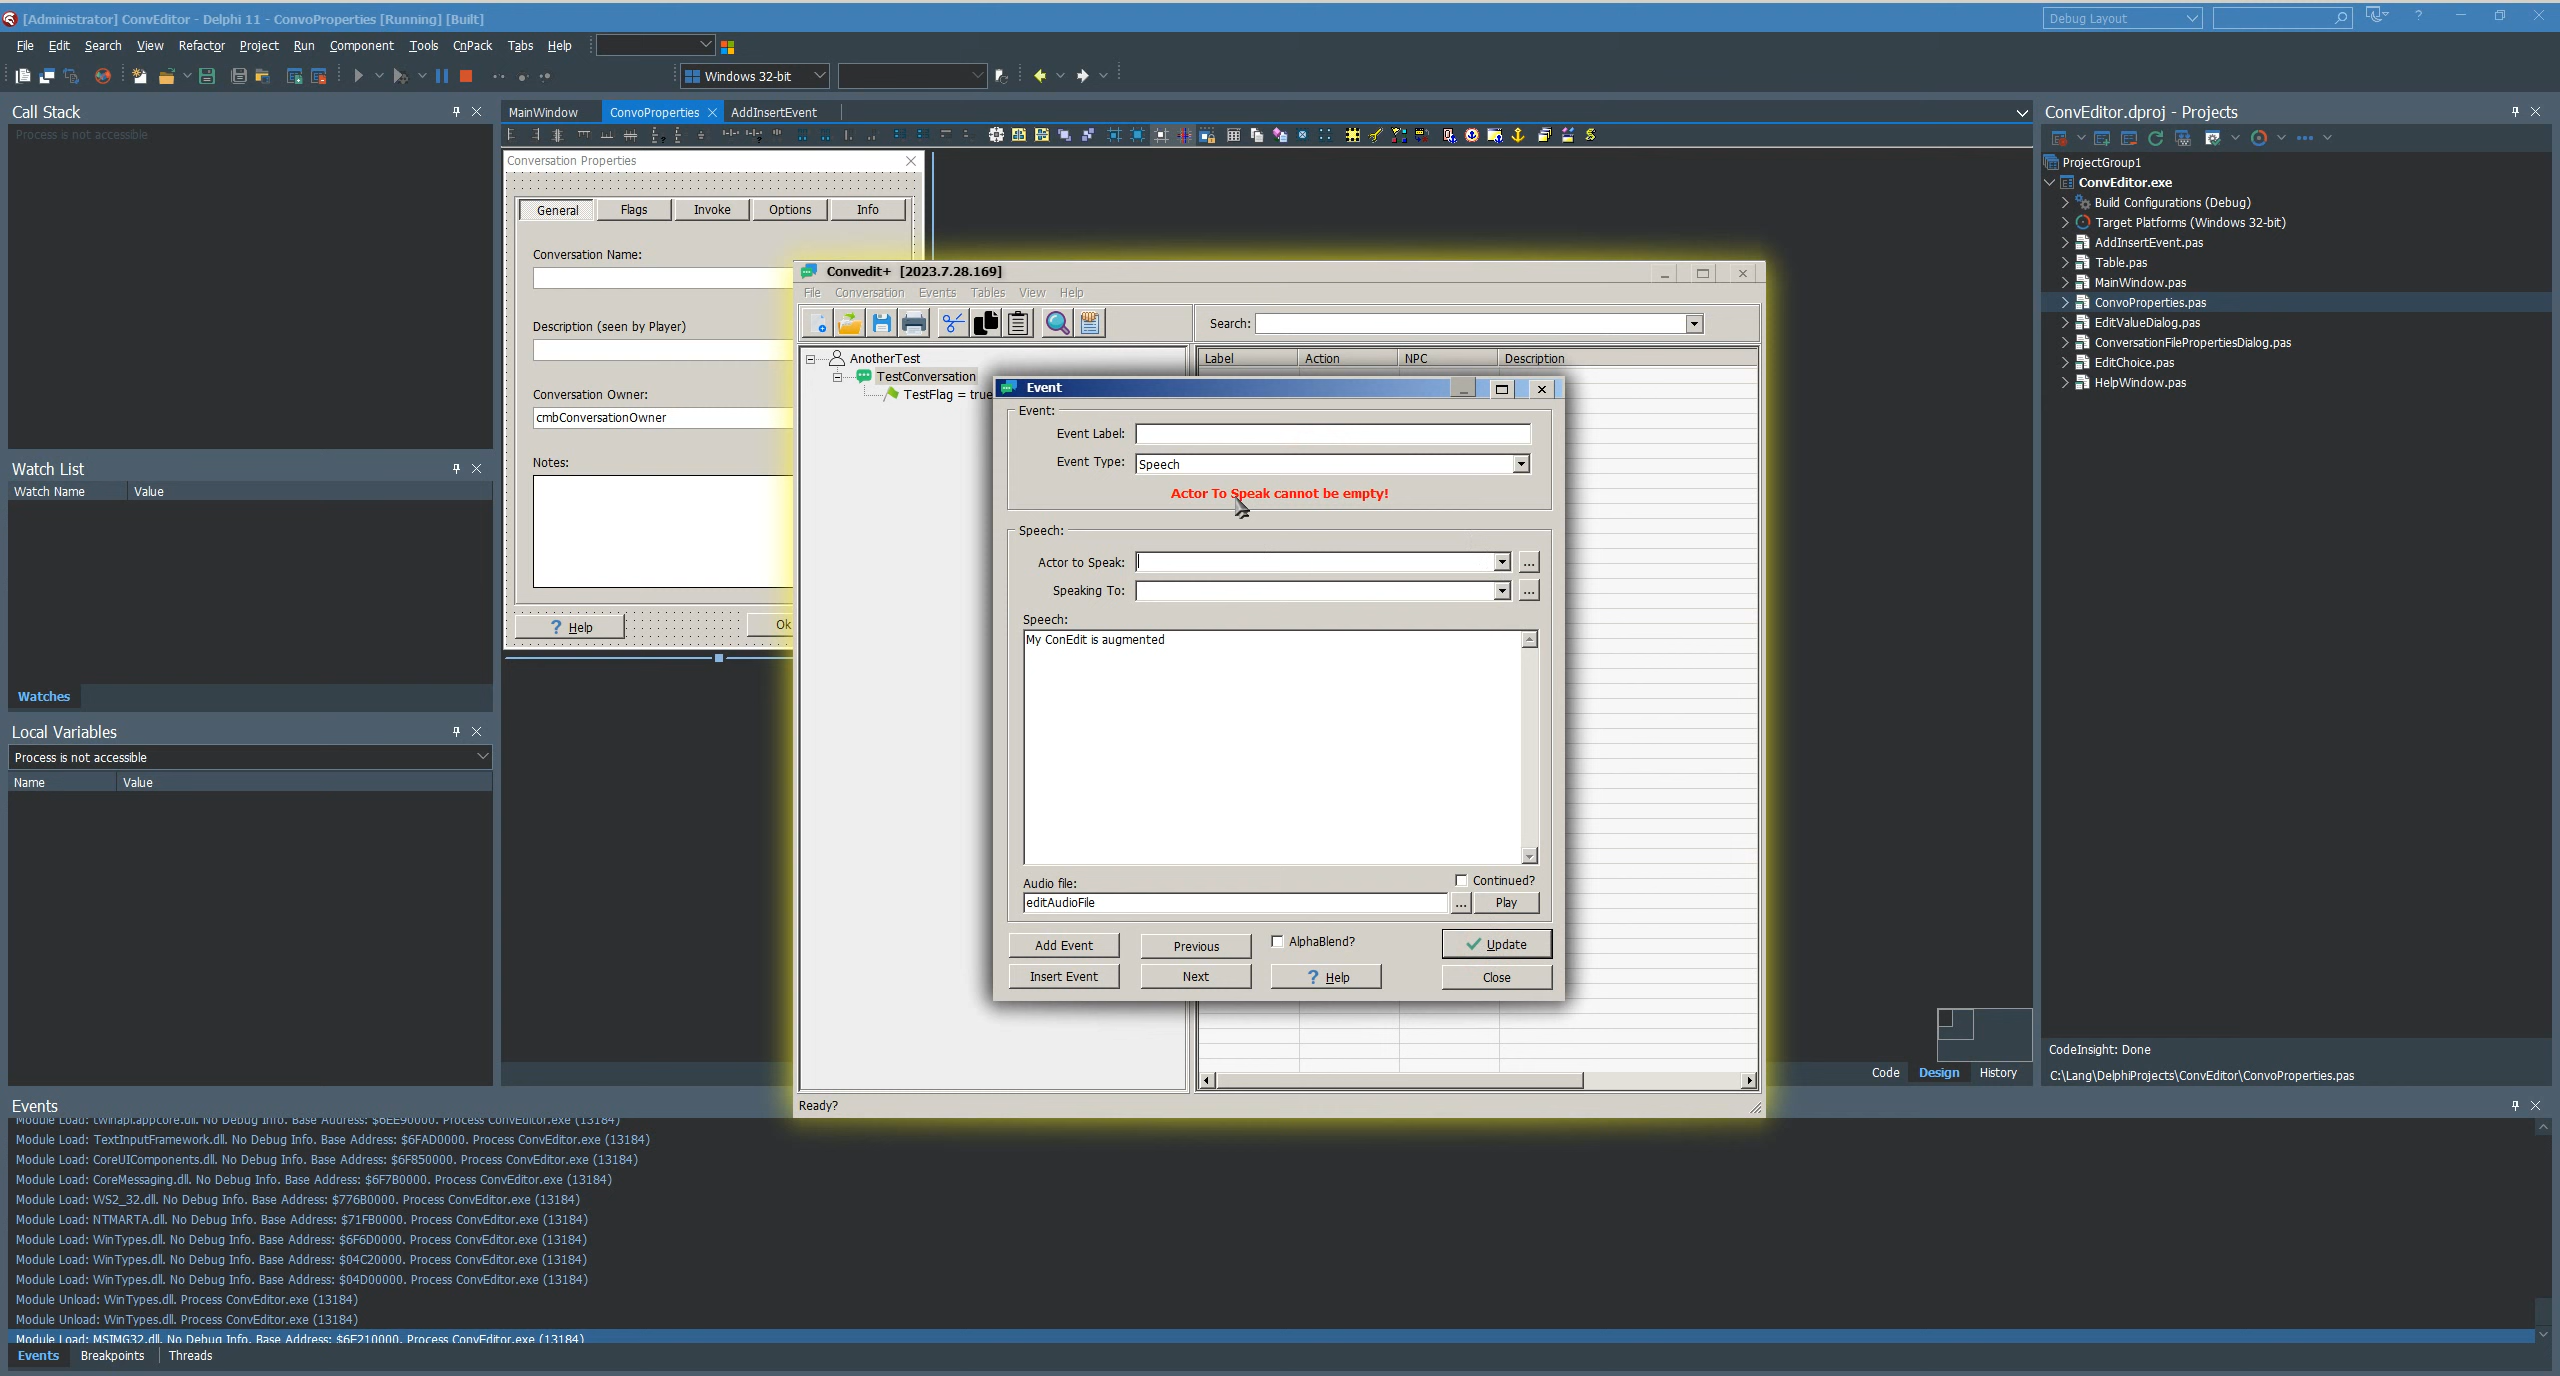 [Administrator] ConvEditor - Delphi 11 - ConvoProperties [Running] [Built]
Debug Layout
File Edit Search View Refactor Project Run Component Tools CnPack Tabs Help
Windows 32-bit
Call Stack
Process is not accessible
Watch List
Watch Name Value
Watches
Local Variables
Process is not accessible
Name Value
MainWindow ConvoProperties AddInsertEvent
Conversation Properties
General Flags Invoke Options Info
Conversation Name:
Description (seen by Player)
Conversation Owner:
cmbConversationOwner
Notes:
Help
Ok
Convedit+ [2023.7.28.169]
File Conversation Events Tables View Help
Search:
AnotherTest
TestConversation
TestFlag = true
Label Action NPC Description
Event
Event:
Event Label:
Event Type: Speech
Actor To Speak cannot be empty!
Speech:
Actor to Speak:
...
Speaking To:
...
Speech:
My ConEdit is augmented
Continued?
Audio file:
editAudioFile
... Play
Add Event Previous AlphaBlend? Update
Insert Event Next Help Close
Ready?
Code Design History
ConvEditor.dproj - Projects
ProjectGroup1
ConvEditor.exe
Build Configurations (Debug)
Target Platforms (Windows 32-bit)
AddInsertEvent.pas
Table.pas
MainWindow.pas
ConvoProperties.pas
EditValueDialog.pas
ConversationFilePropertiesDialog.pas
EditChoice.pas
HelpWindow.pas
CodeInsight: Done
C:\Lang\DelphiProjects\ConvEditor\ConvoProperties.pas
Events
Module Load: twinapi.appcore.dll. No Debug Info. Base Address: $6EE90000. Process ConvEditor.exe (13184)
Module Load: TextInputFramework.dll. No Debug Info. Base Address: $6FAD0000. Process ConvEditor.exe (13184)
Module Load: CoreUIComponents.dll. No Debug Info. Base Address: $6F850000. Process ConvEditor.exe (13184)
Module Load: CoreMessaging.dll. No Debug Info. Base Address: $6F7B0000. Process ConvEditor.exe (13184)
Module Load: WS2_32.dll. No Debug Info. Base Address: $776B0000. Process ConvEditor.exe (13184)
Module Load: NTMARTA.dll. No Debug Info. Base Address: $71FB0000. Process ConvEditor.exe (13184)
Module Load: WinTypes.dll. No Debug Info. Base Address: $6F6D0000. Process ConvEditor.exe (13184)
Module Load: WinTypes.dll. No Debug Info. Base Address: $04C20000. Process ConvEditor.exe (13184)
Module Load: WinTypes.dll. No Debug Info. Base Address: $04D00000. Process ConvEditor.exe (13184)
Module Unload: WinTypes.dll. Process ConvEditor.exe (13184)
Module Unload: WinTypes.dll. Process ConvEditor.exe (13184)
Module Load: MSIMG32.dll. No Debug Info. Base Address: $6F210000. Process ConvEditor.exe (13184)
Events Breakpoints Threads